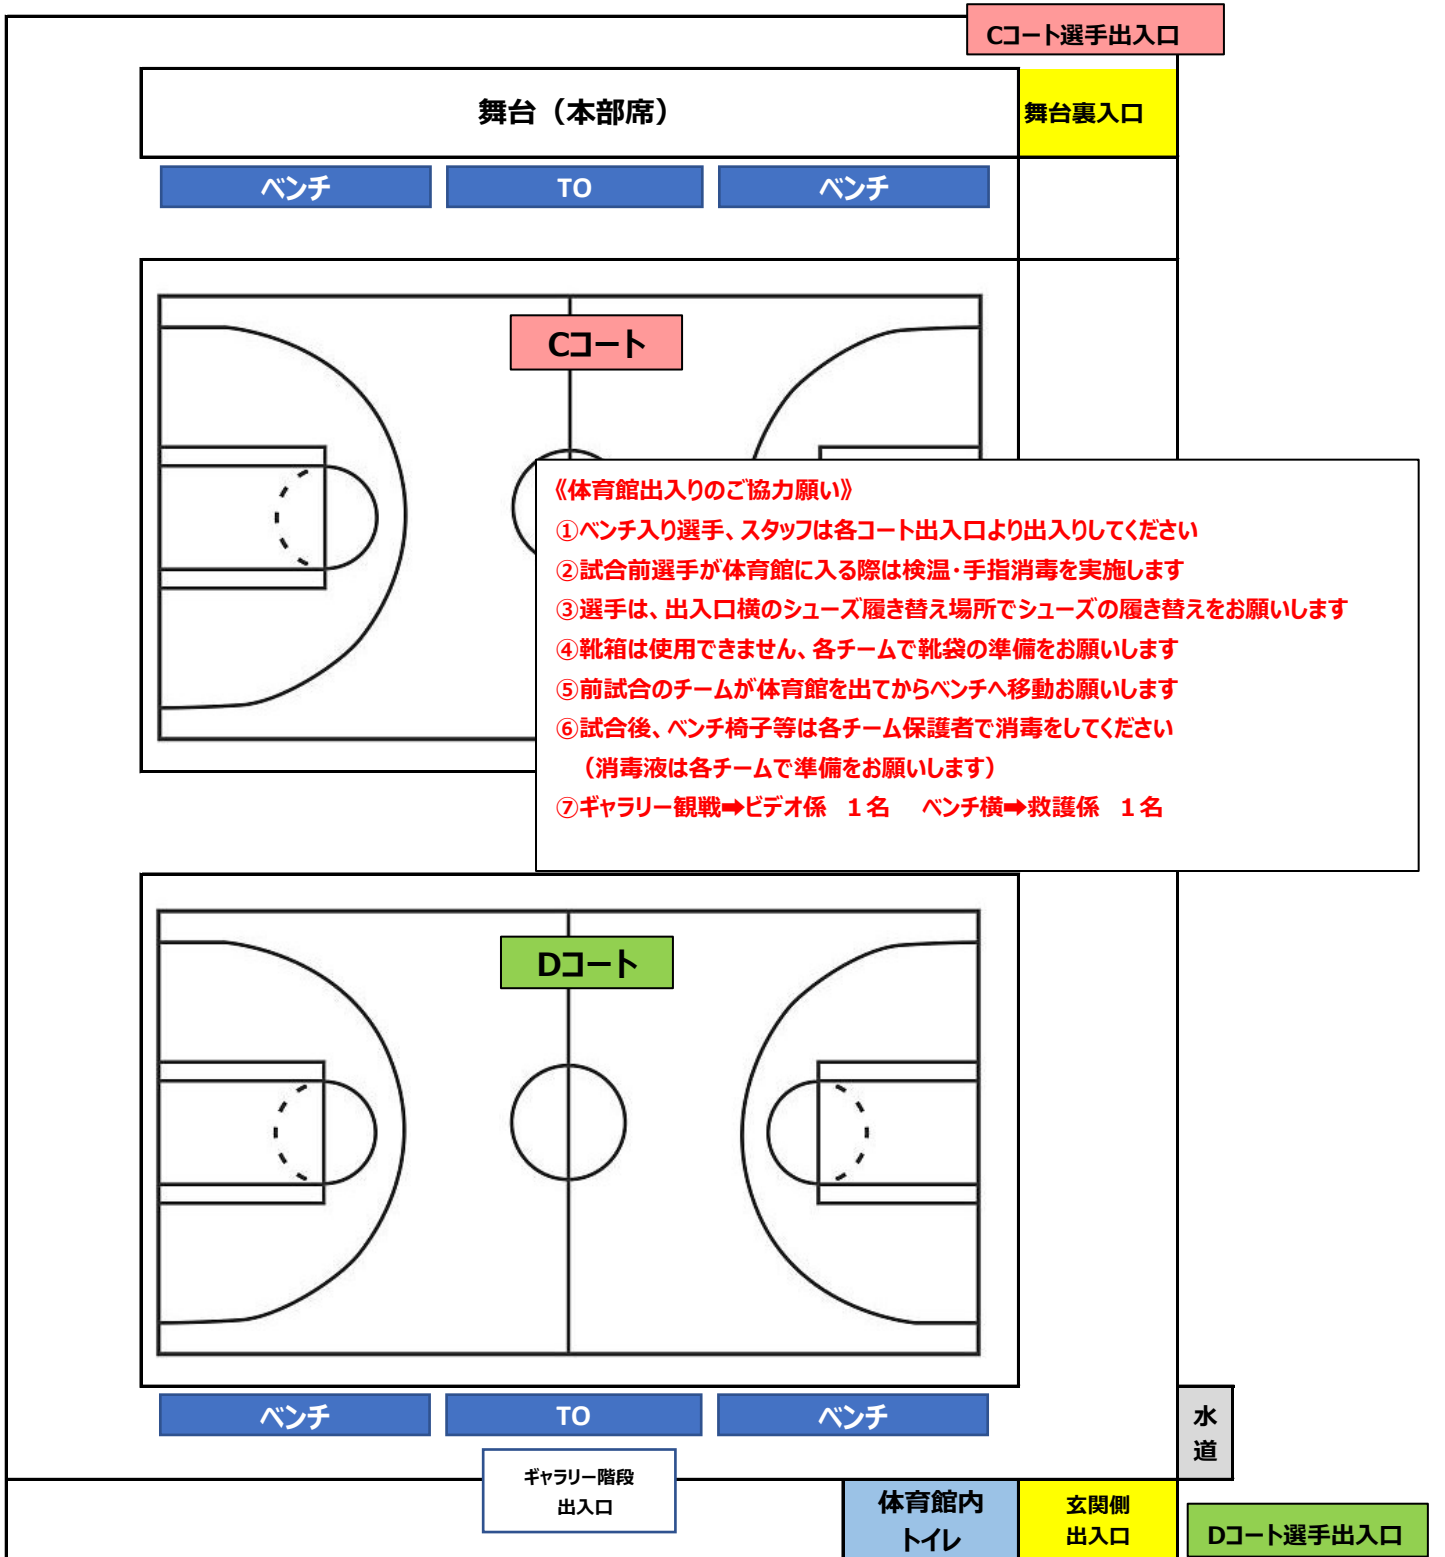 Cコート選手出入口
舞台（本部席）
舞台裏入口
ベンチ
TO
ベンチ
Cコート
《体育館出入りのご協力願い》
①ベンチ入り選手、スタッフは各コート出入口より出入りしてください
②試合前選手が体育館に入る際は検温・手指消毒を実施します
③選手は、出入口横のシューズ履き替え場所でシューズの履き替えをお願いします
④靴箱は使用できません、各チームで靴袋の準備をお願いします
⑤前試合のチームが体育館を出てからベンチへ移動お願いします
⑥試合後、ベンチ椅子等は各チーム保護者で消毒をしてください
（消毒液は各チームで準備をお願いします）
⑦ギャラリー観戦➡ビデオ係　１名　　ベンチ横➡救護係　１名
Dコート
ベンチ
TO
ベンチ
水
道
ギャラリー階段
出入口
体育館内
トイレ
玄関側
出入口
Dコート選手出入口